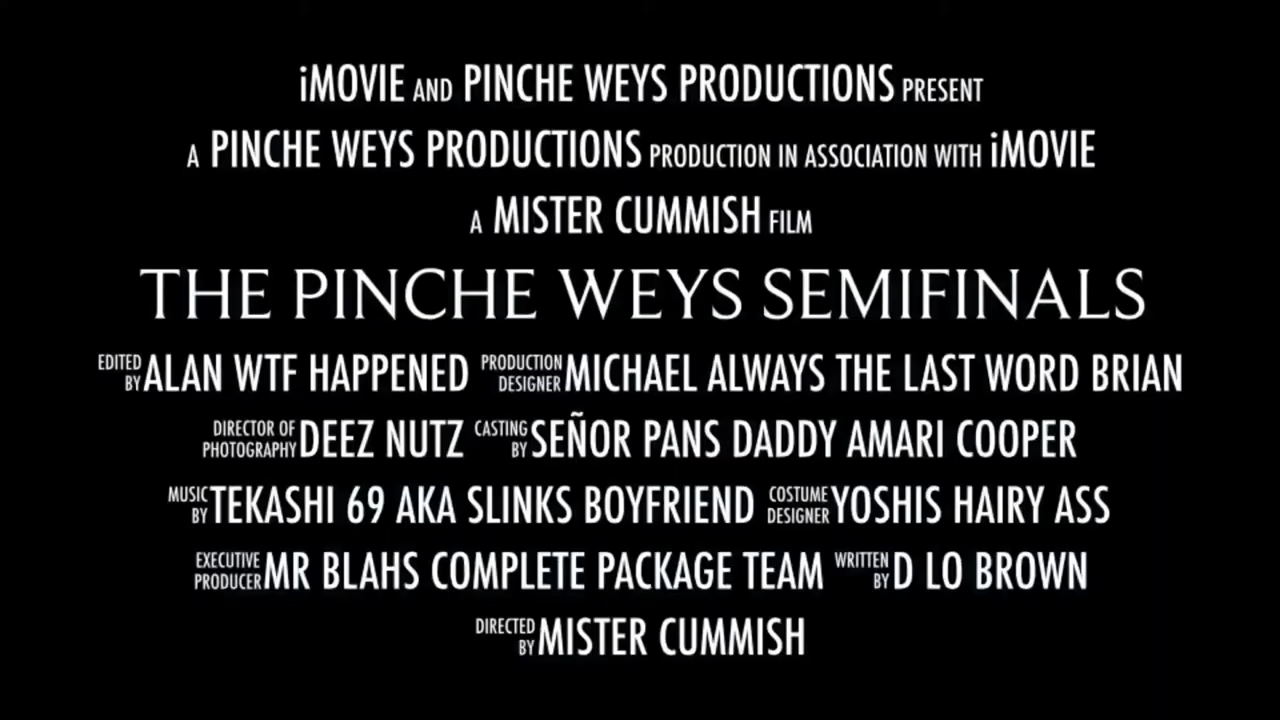 iMOVIE AND PINCHE WEYS PRODUCTIONS PRESENT
A PINCHE WEYS PRODUCTIONS PRODUCTION IN ASSOCIATION WITH iMOVIE
A MISTER CUMMISH FILM
THE PINCHE WEYS SEMIFINALS
EDITED BY ALAN WTF HAPPENED PRODUCTION DESIGNER MICHAEL ALWAYS THE LAST WORD BRIAN
DIRECTOR OF PHOTOGRAPHY DEEZ NUTZ CASTING BY SEÑOR PANS DADDY AMARI COOPER
MUSIC BY TEKASHI 69 AKA SLINKS BOYFRIEND COSTUME DESIGNER YOSHIS HAIRY ASS
EXECUTIVE PRODUCER MR BLAHS COMPLETE PACKAGE TEAM WRITTEN BY D LO BROWN
DIRECTED BY MISTER CUMMISH